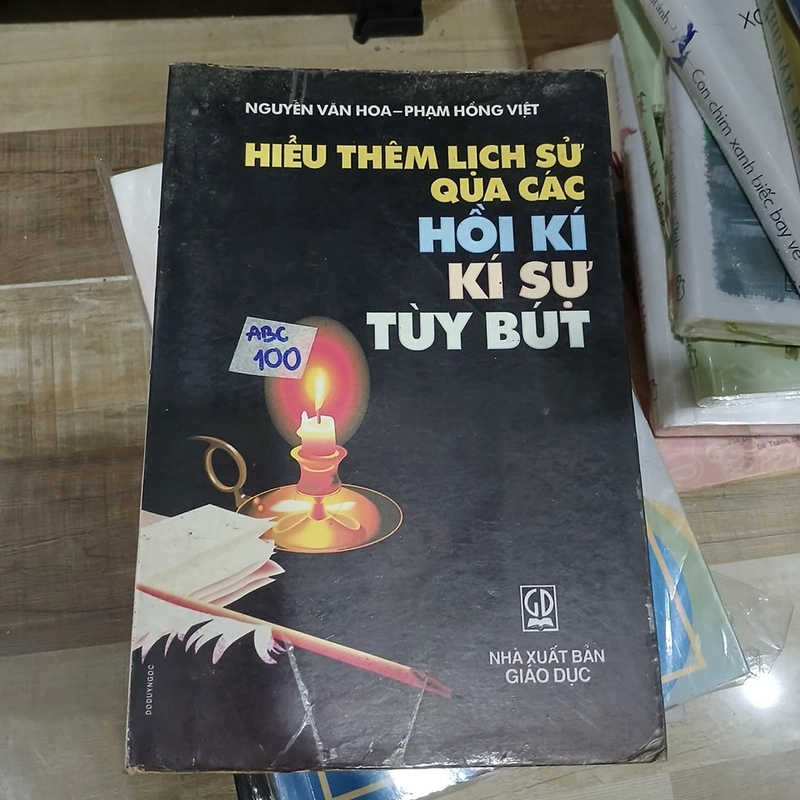 NGUYỄN VĂN HOA – PHẠM HỒNG VIỆT
HIỂU THÊM LỊCH SỬ
QUA CÁC
HỒI KÍ
KÍ SỰ
TÙY BÚT
ABC
100
GD
NHÀ XUẤT BẢN
GIÁO DỤC
DODUYNGOC
Con chim xanh biếc bay về